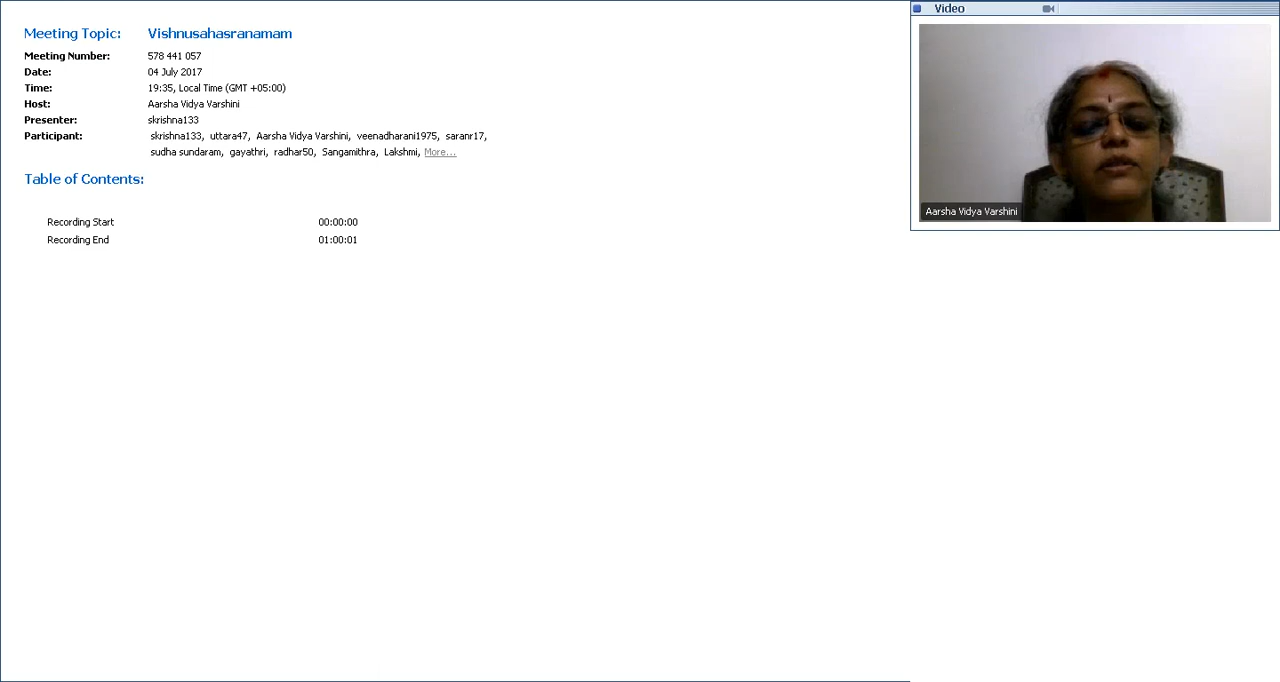 Meeting Topic: Vishnusahasranamam
Meeting Number: 578 441 057
Date: 04 July 2017
Time: 19:35, Local Time (GMT +05:00)
Host: Aarsha Vidya Varshini
Presenter: skrishna133
Participant: skrishna133, uttara47, Aarsha Vidya Varshini, veenadharani1975, saranr17,
sudha sundaram, gayathri, radhar50, Sangamithra, Lakshmi, More...
Table of Contents:
Recording Start 00:00:00
Recording End 01:00:01
Video
Aarsha Vidya Varshini